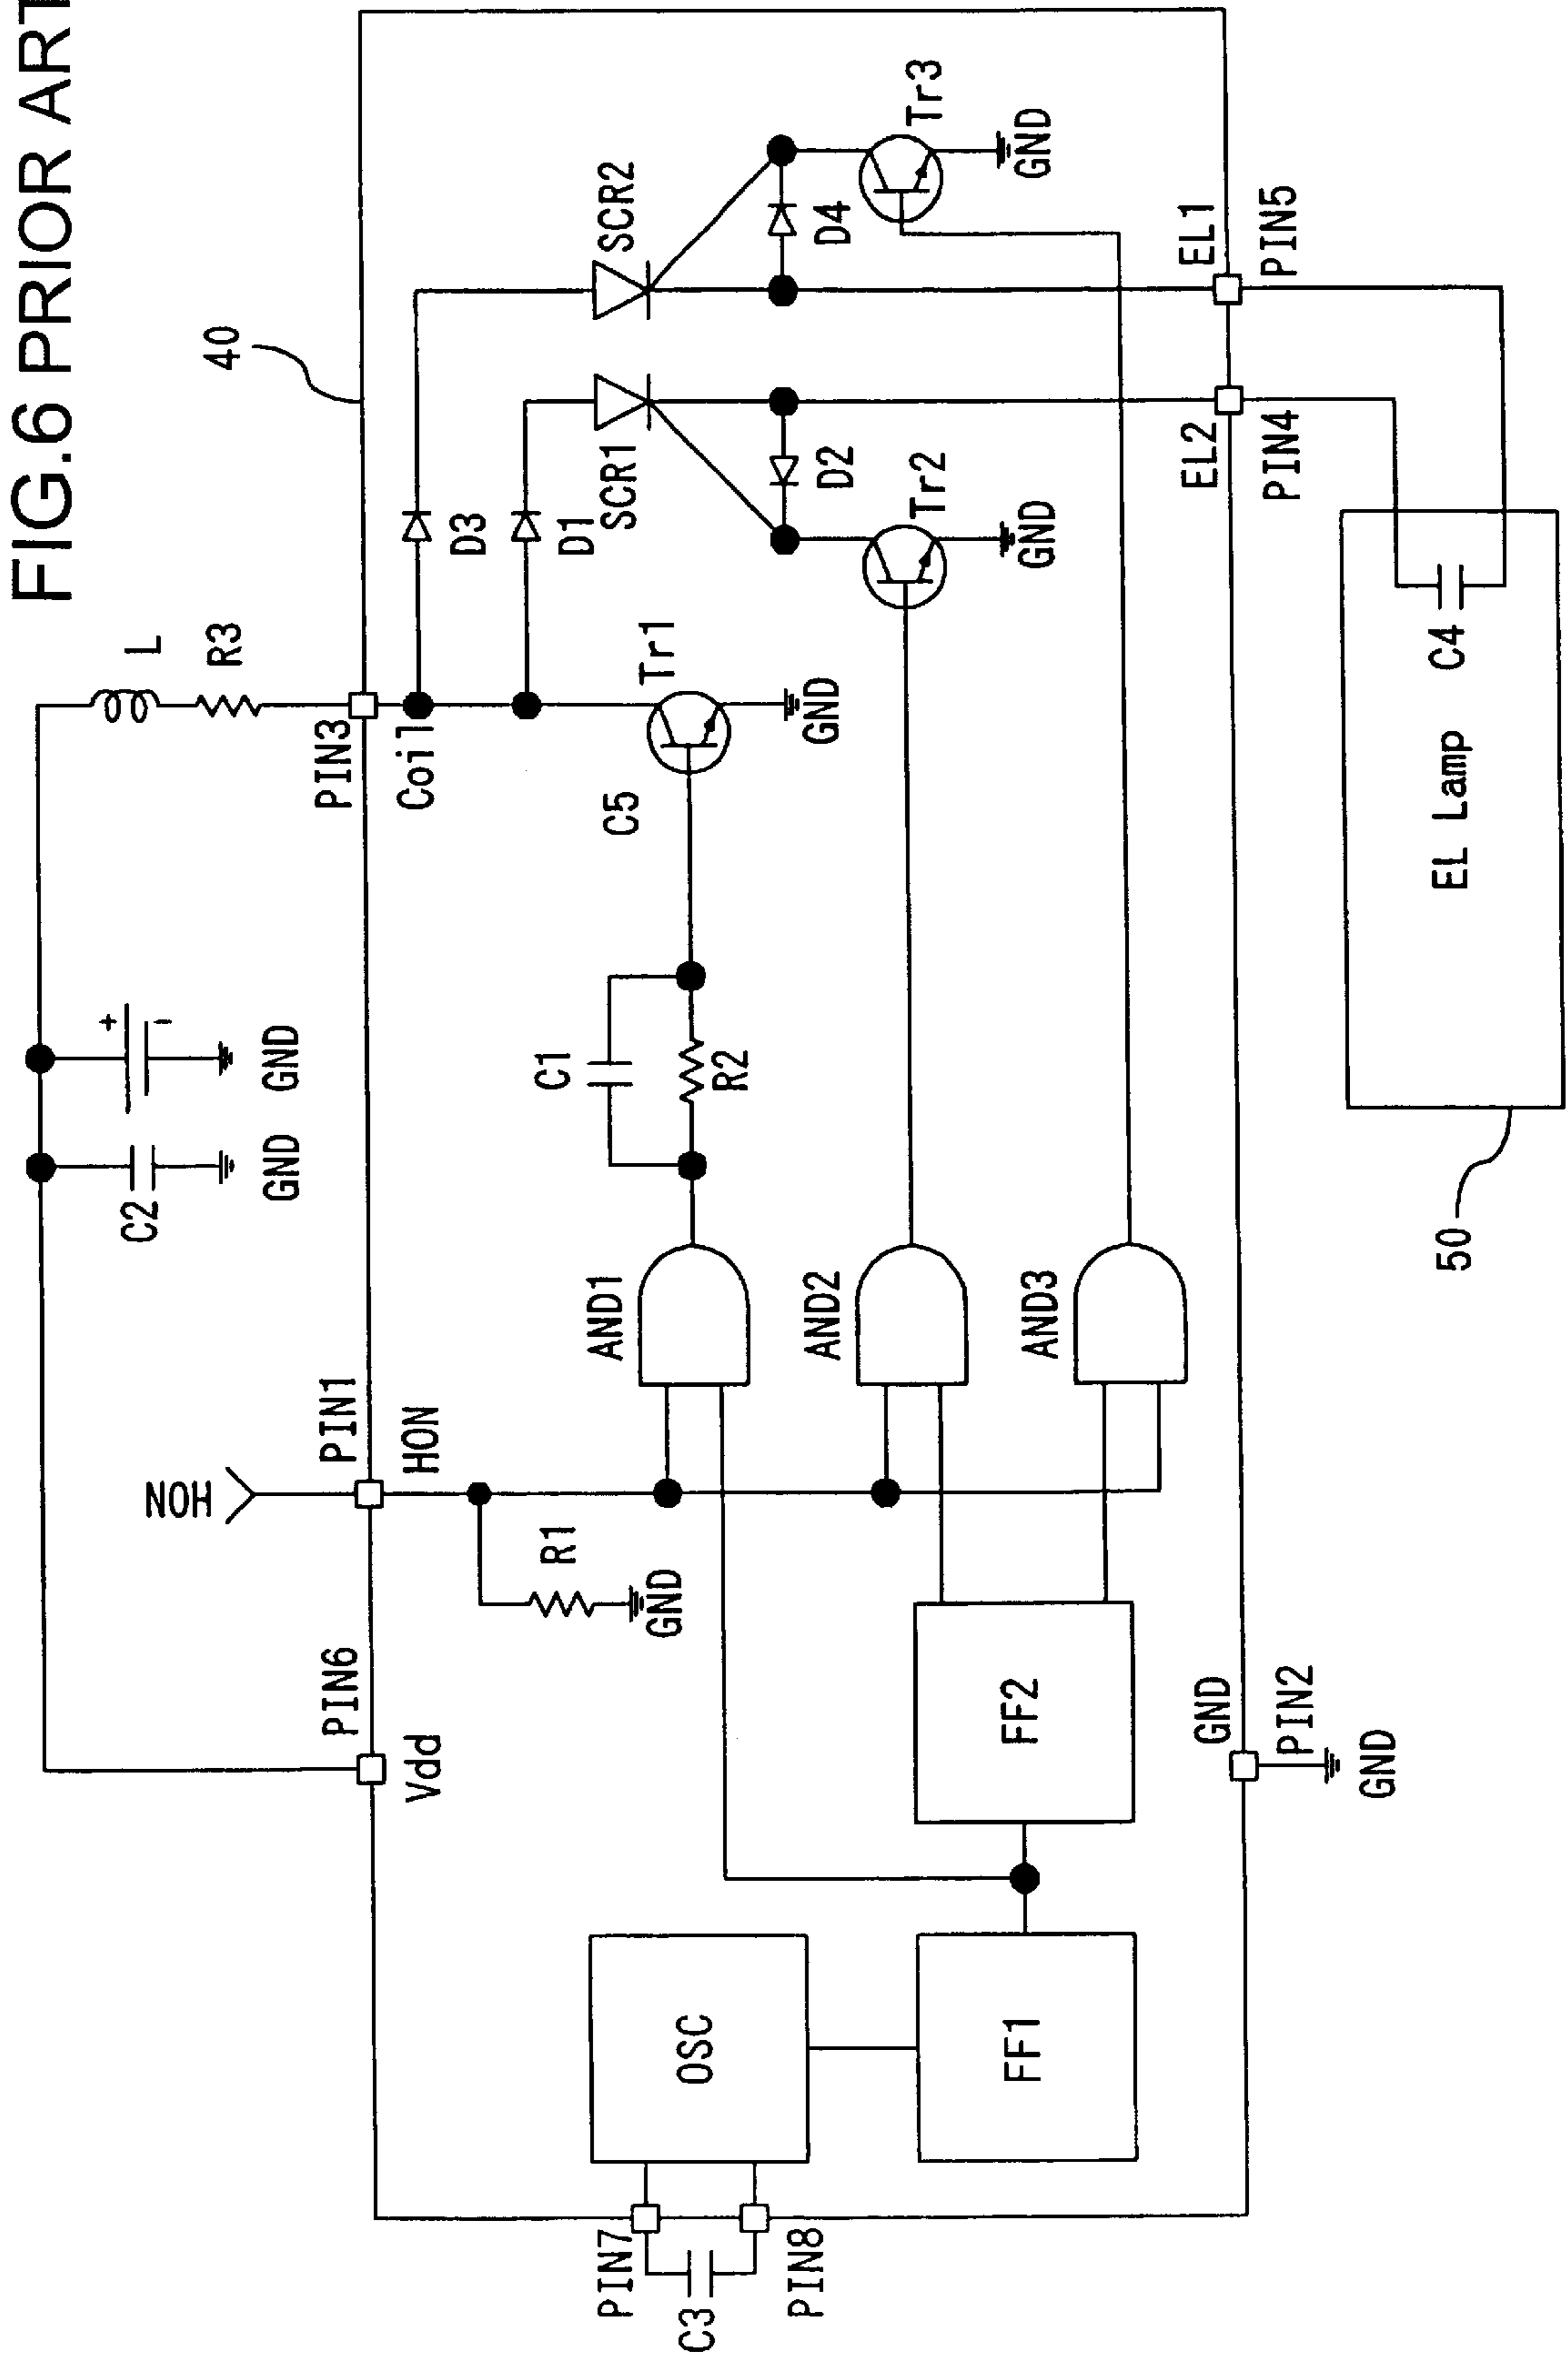 FIG.6 PRIOR ART
40
L
R3
C2
GND
GND
+
-
HON
PIN6
Vdd
PIN1
HON
PIN3
Coil
D3
D1
SCR1
SCR2
D2
D4
Tr1
Tr2
Tr3
GND
GND
GND
C5
C1
R2
R1
GND
AND1
AND2
AND3
OSC
FF1
FF2
PIN7
C3
PIN8
GND
PIN2
GND
EL2
PIN4
EL1
PIN5
EL Lamp
C4
50